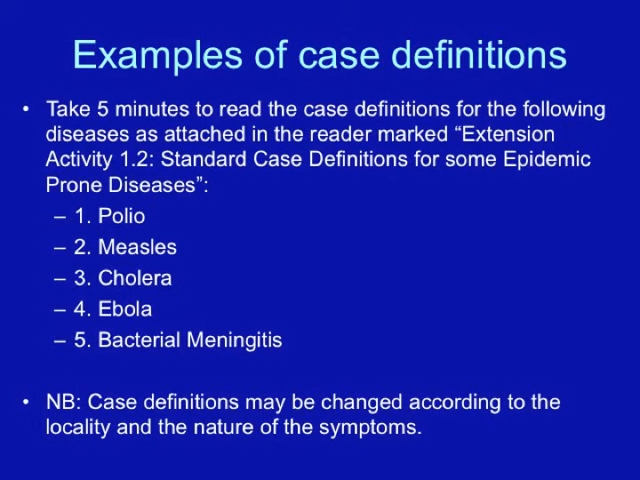 Examples of case definitions
• Take 5 minutes to read the case definitions for the following
diseases as attached in the reader marked “Extension
Activity 1.2: Standard Case Definitions for some Epidemic
Prone Diseases”:
– 1. Polio
– 2. Measles
– 3. Cholera
– 4. Ebola
– 5. Bacterial Meningitis
• NB: Case definitions may be changed according to the
locality and the nature of the symptoms.